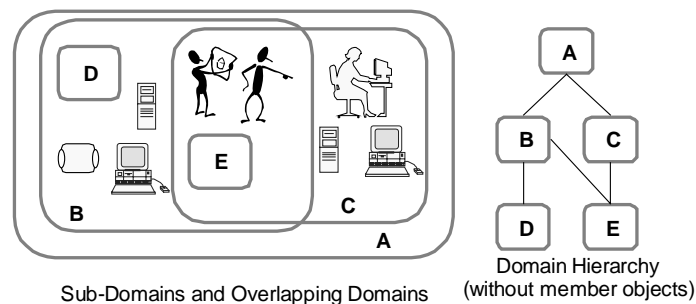 D
E
B
C
A
Sub-Domains and Overlapping Domains
A
B
C
D
E
Domain Hierarchy
(without member objects)